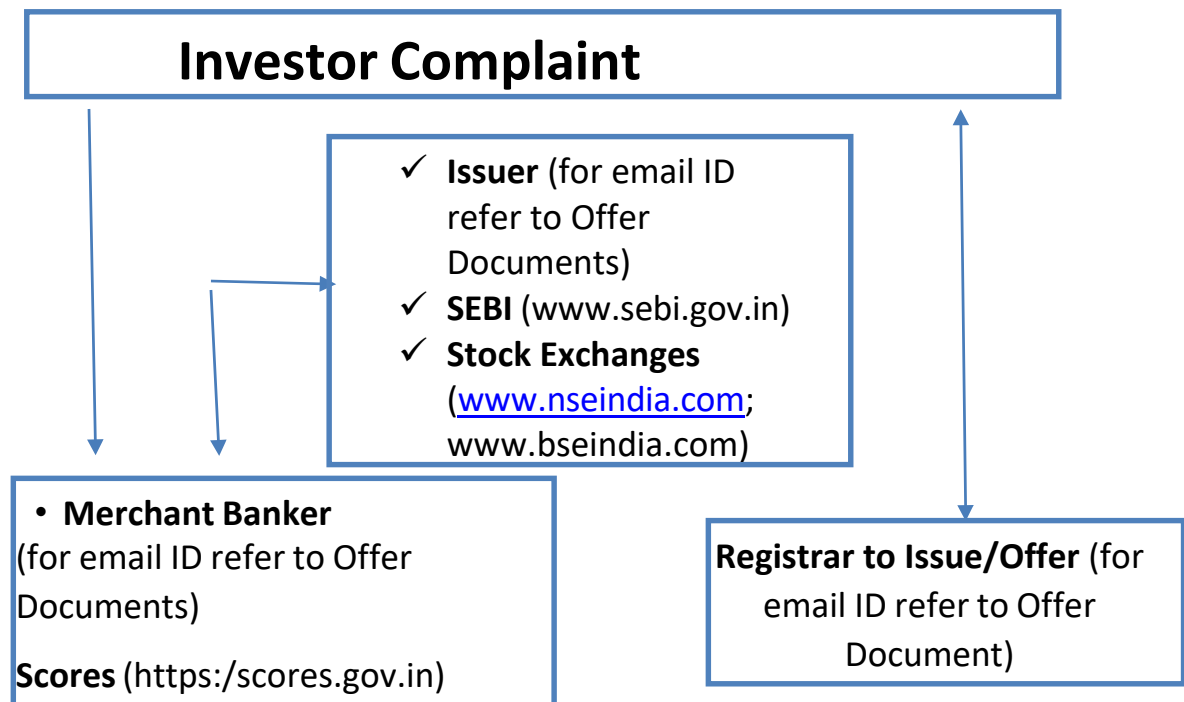 Investor Complaint
✓ Issuer (for email ID
refer to Offer
Documents)
✓ SEBI (www.sebi.gov.in)
✓ Stock Exchanges
(www.nseindia.com;
www.bseindia.com)
• Merchant Banker
(for email ID refer to Offer
Documents)
Scores (https:/scores.gov.in)
Registrar to Issue/Offer (for
email ID refer to Offer
Document)